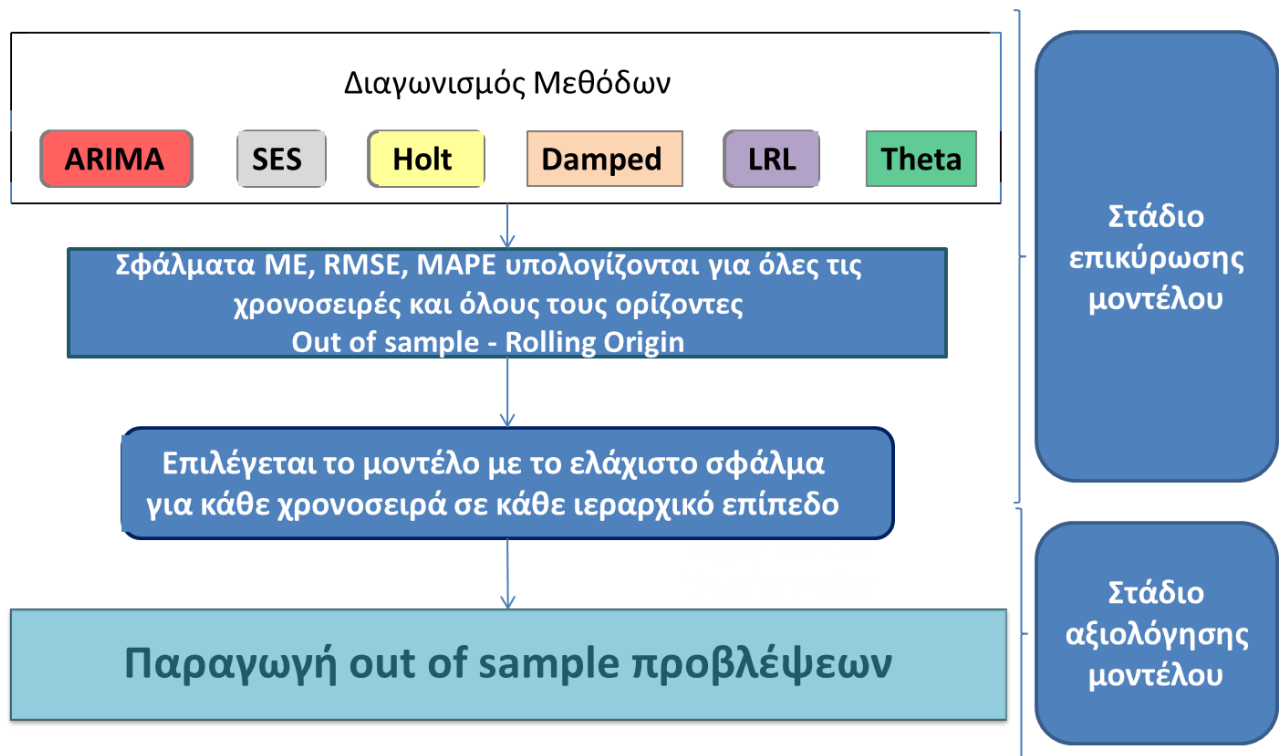 Διαγωνισμός Μεθόδων
ARIMA SES Holt Damped LRL Theta
Σφάλματα ME, RMSE, MAPE υπολογίζονται για όλες τις
χρονοσειρές και όλους τους ορίζοντες
Out of sample - Rolling Origin
Επιλέγεται το μοντέλο με το ελάχιστο σφάλμα
για κάθε χρονοσειρά σε κάθε ιεραρχικό επίπεδο
Παραγωγή out of sample προβλέψεων
Στάδιο
επικύρωσης
μοντέλου
Στάδιο
αξιολόγησης
μοντέλου